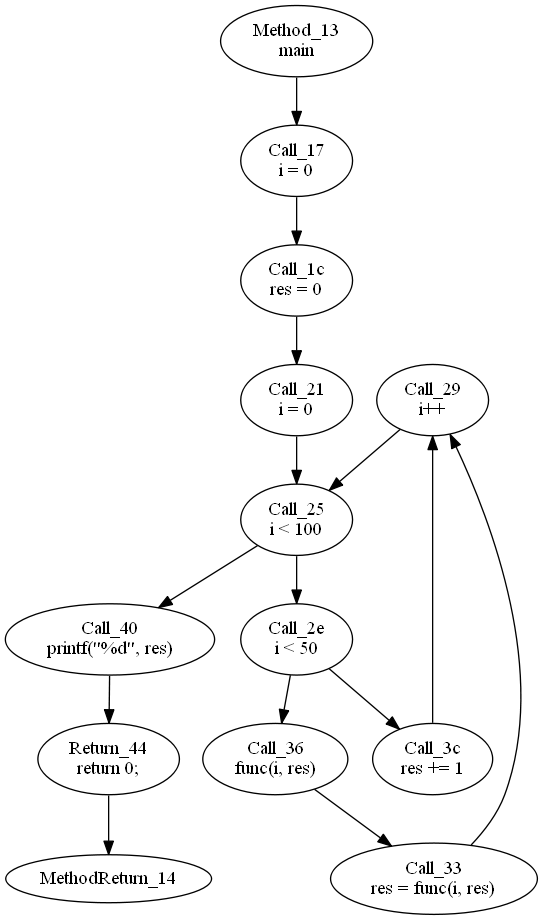 Method_13
main
Call_17
i = 0
Call_1c
res = 0
Call_21
i = 0
Call_29
i++
Call_25
i < 100
Call_40
printf("%d", res)
Call_2e
i < 50
Return_44
return 0;
Call_36
func(i, res)
Call_3c
res += 1
MethodReturn_14
Call_33
res = func(i, res)